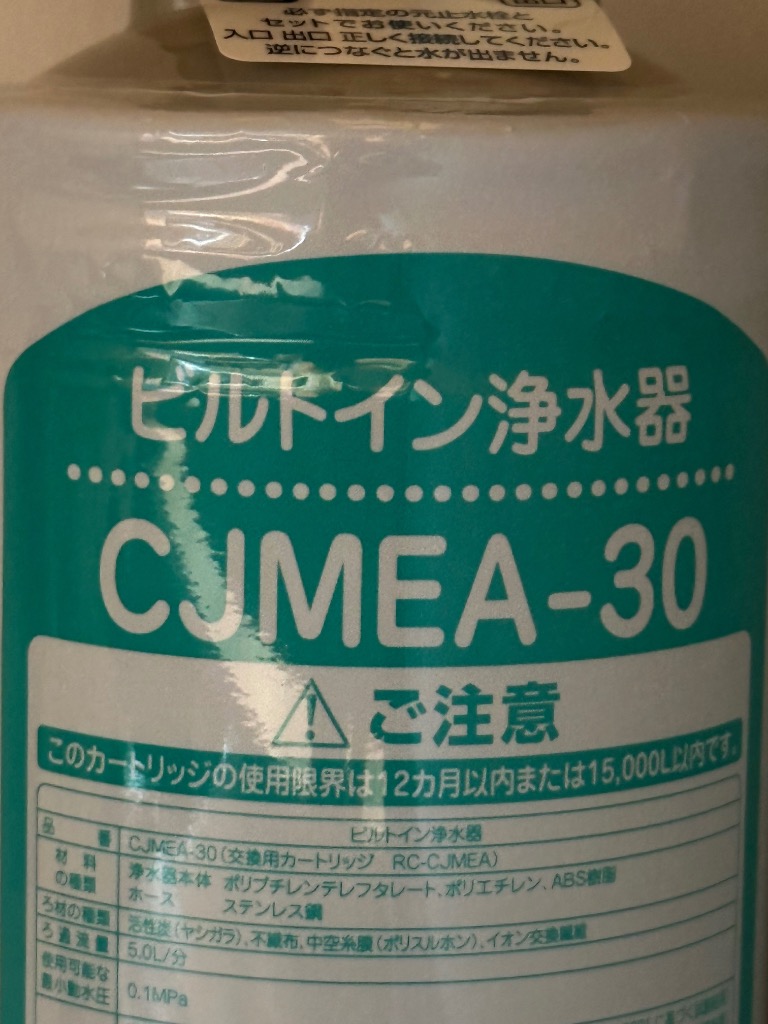 必ず指定の元止水栓と
セットでお使いください。
入口 出口 正しく接続してください。
逆につなぐと水が出ません。
ビルトイン浄水器
CJMEA-30
ご注意
このカートリッジの使用限界は12カ月以内または15,000L以内です。
ビルトイン浄水器
品 番 CJMEA-30（交換用カートリッジ RC-CJMEA）
材 料 の種類 浄水器本体 ポリブチレンテレフタレート、ポリエチレン、ABS樹脂
ホース ステンレス鋼
ろ材の種類 活性炭（ヤシガラ）、不織布、中空糸膜（ポリスルホン）、イオン交換繊維
ろ過流量 5.0L/分
使用可能な 最小動水圧 0.1MPa